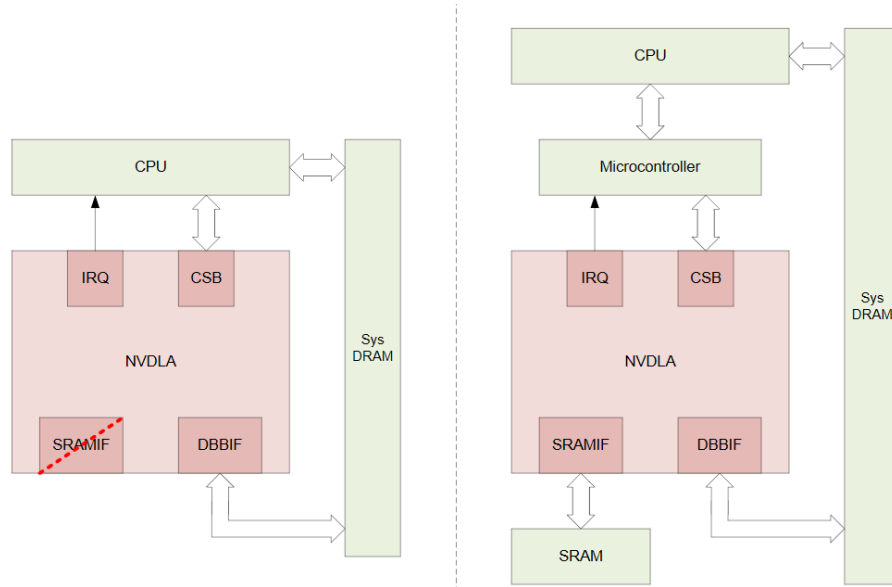 CPU
IRQ
CSB
NVDLA
SRAMIF
DBBIF
Sys
DRAM
CPU
Microcontroller
IRQ
CSB
NVDLA
SRAMIF
DBBIF
SRAM
Sys
DRAM